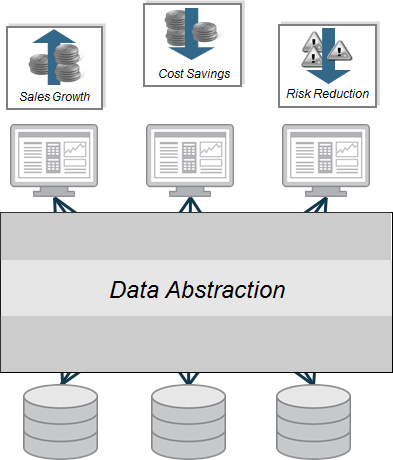 Sales Growth
Cost Savings
Risk Reduction
Data Abstraction